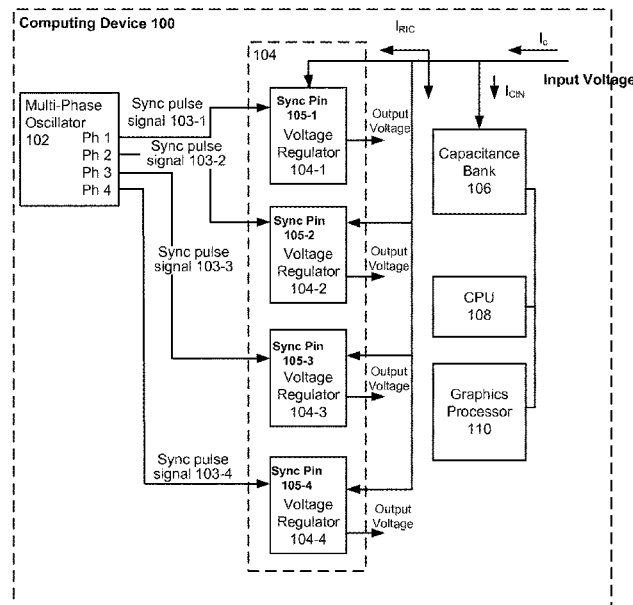 Computing Device 100
I_RIC
I_C
Input Voltage
I_CIN
104
Multi-Phase
Oscillator
102
Ph 1
Ph 2
Ph 3
Ph 4
Sync pulse
signal 103-1
Sync pulse
signal 103-2
Sync pulse
signal 103-3
Sync pulse
signal 103-4
Sync Pin
105-1
Voltage
Regulator
104-1
Output
Voltage
Sync Pin
105-2
Voltage
Regulator
104-2
Output
Voltage
Sync Pin
105-3
Voltage
Regulator
104-3
Output
Voltage
Sync Pin
105-4
Voltage
Regulator
104-4
Output
Voltage
Capacitance
Bank
106
CPU
108
Graphics
Processor
110